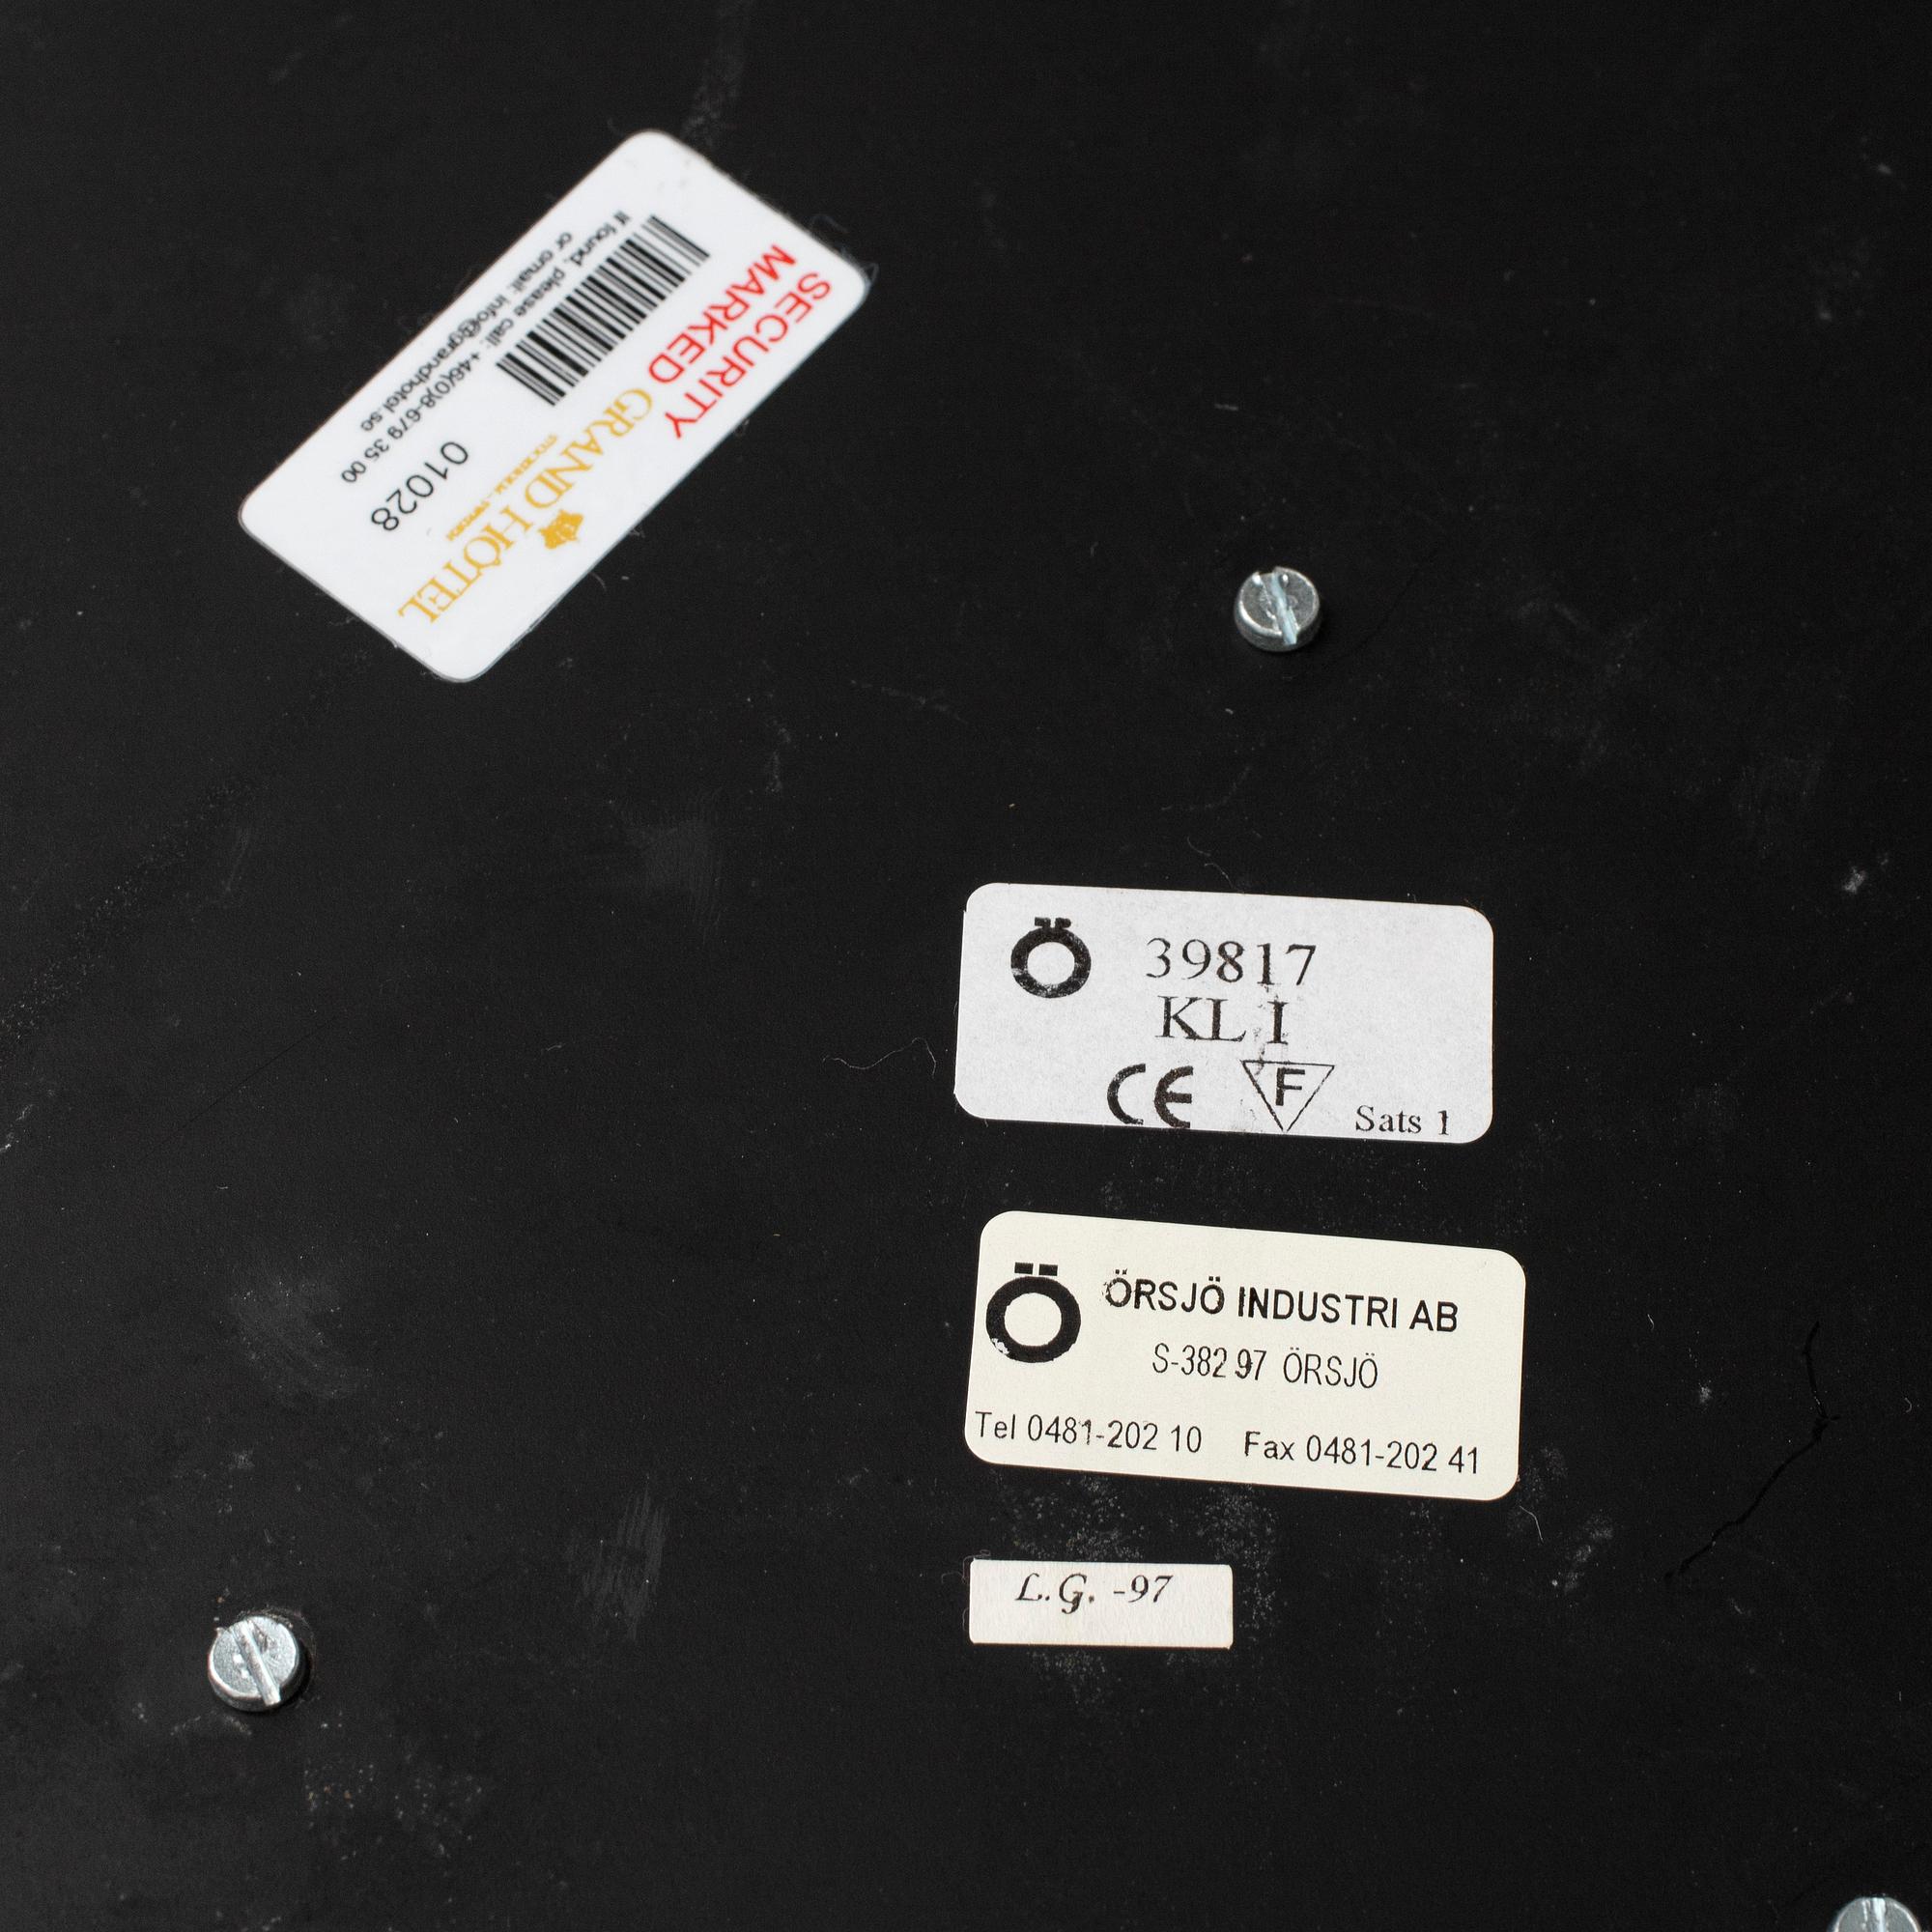 SECURITY
MARKED
GRAND HÔTEL
STOCKHOLM - SWEDEN
01028
If found, please call: +46(0)8-679 35 00
or email: info@grandhotel.se
Ö 39817
KL I
CE F
Sats 1
Ö ÖRSJÖ INDUSTRI AB
S-382 97 ÖRSJÖ
Tel 0481-202 10 Fax 0481-202 41
L.G. -97